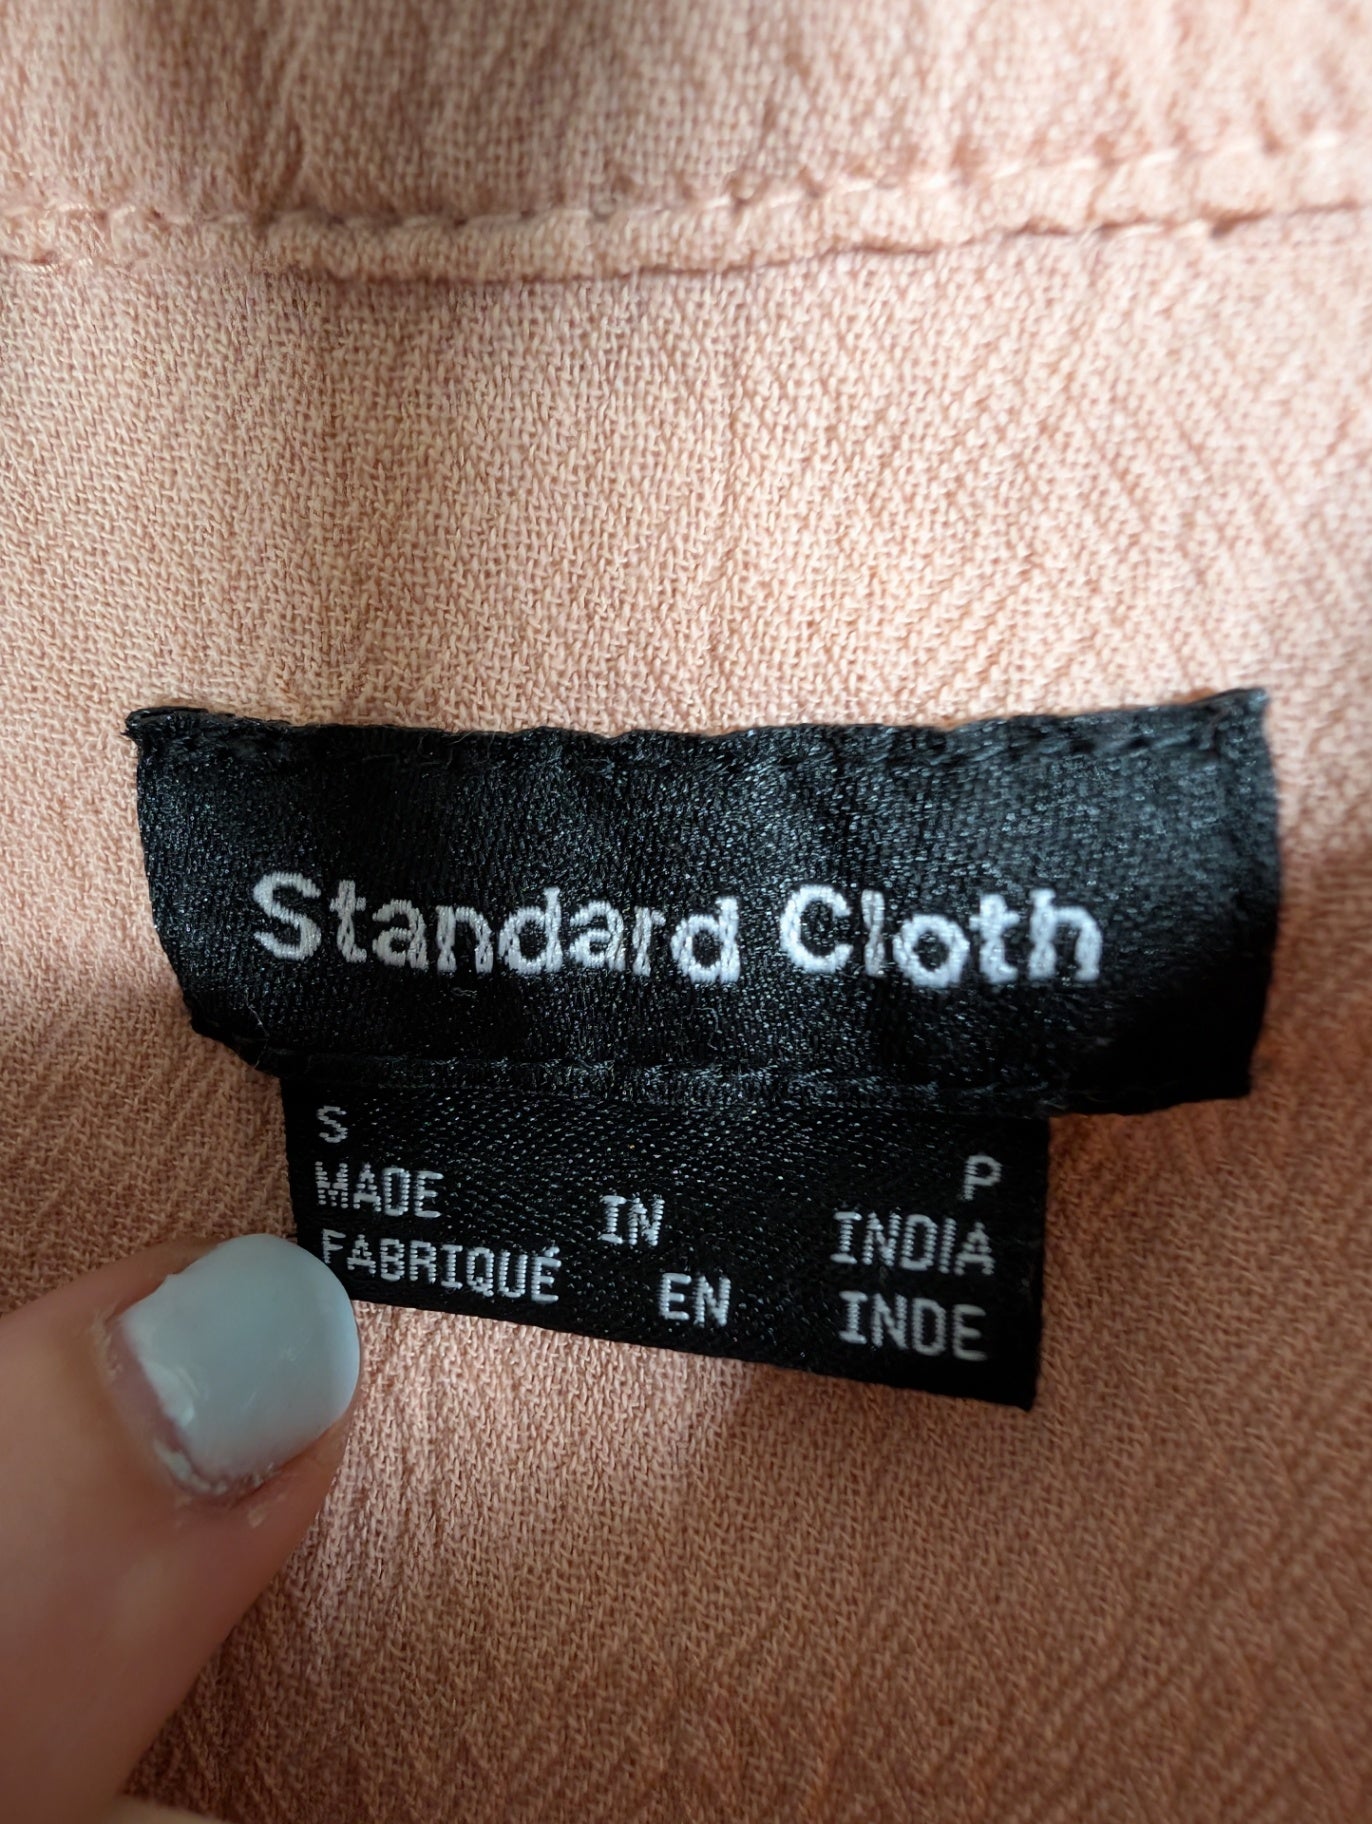 Standard Cloth
S P
MADE IN INDIA
FABRIQUÉ EN INDE